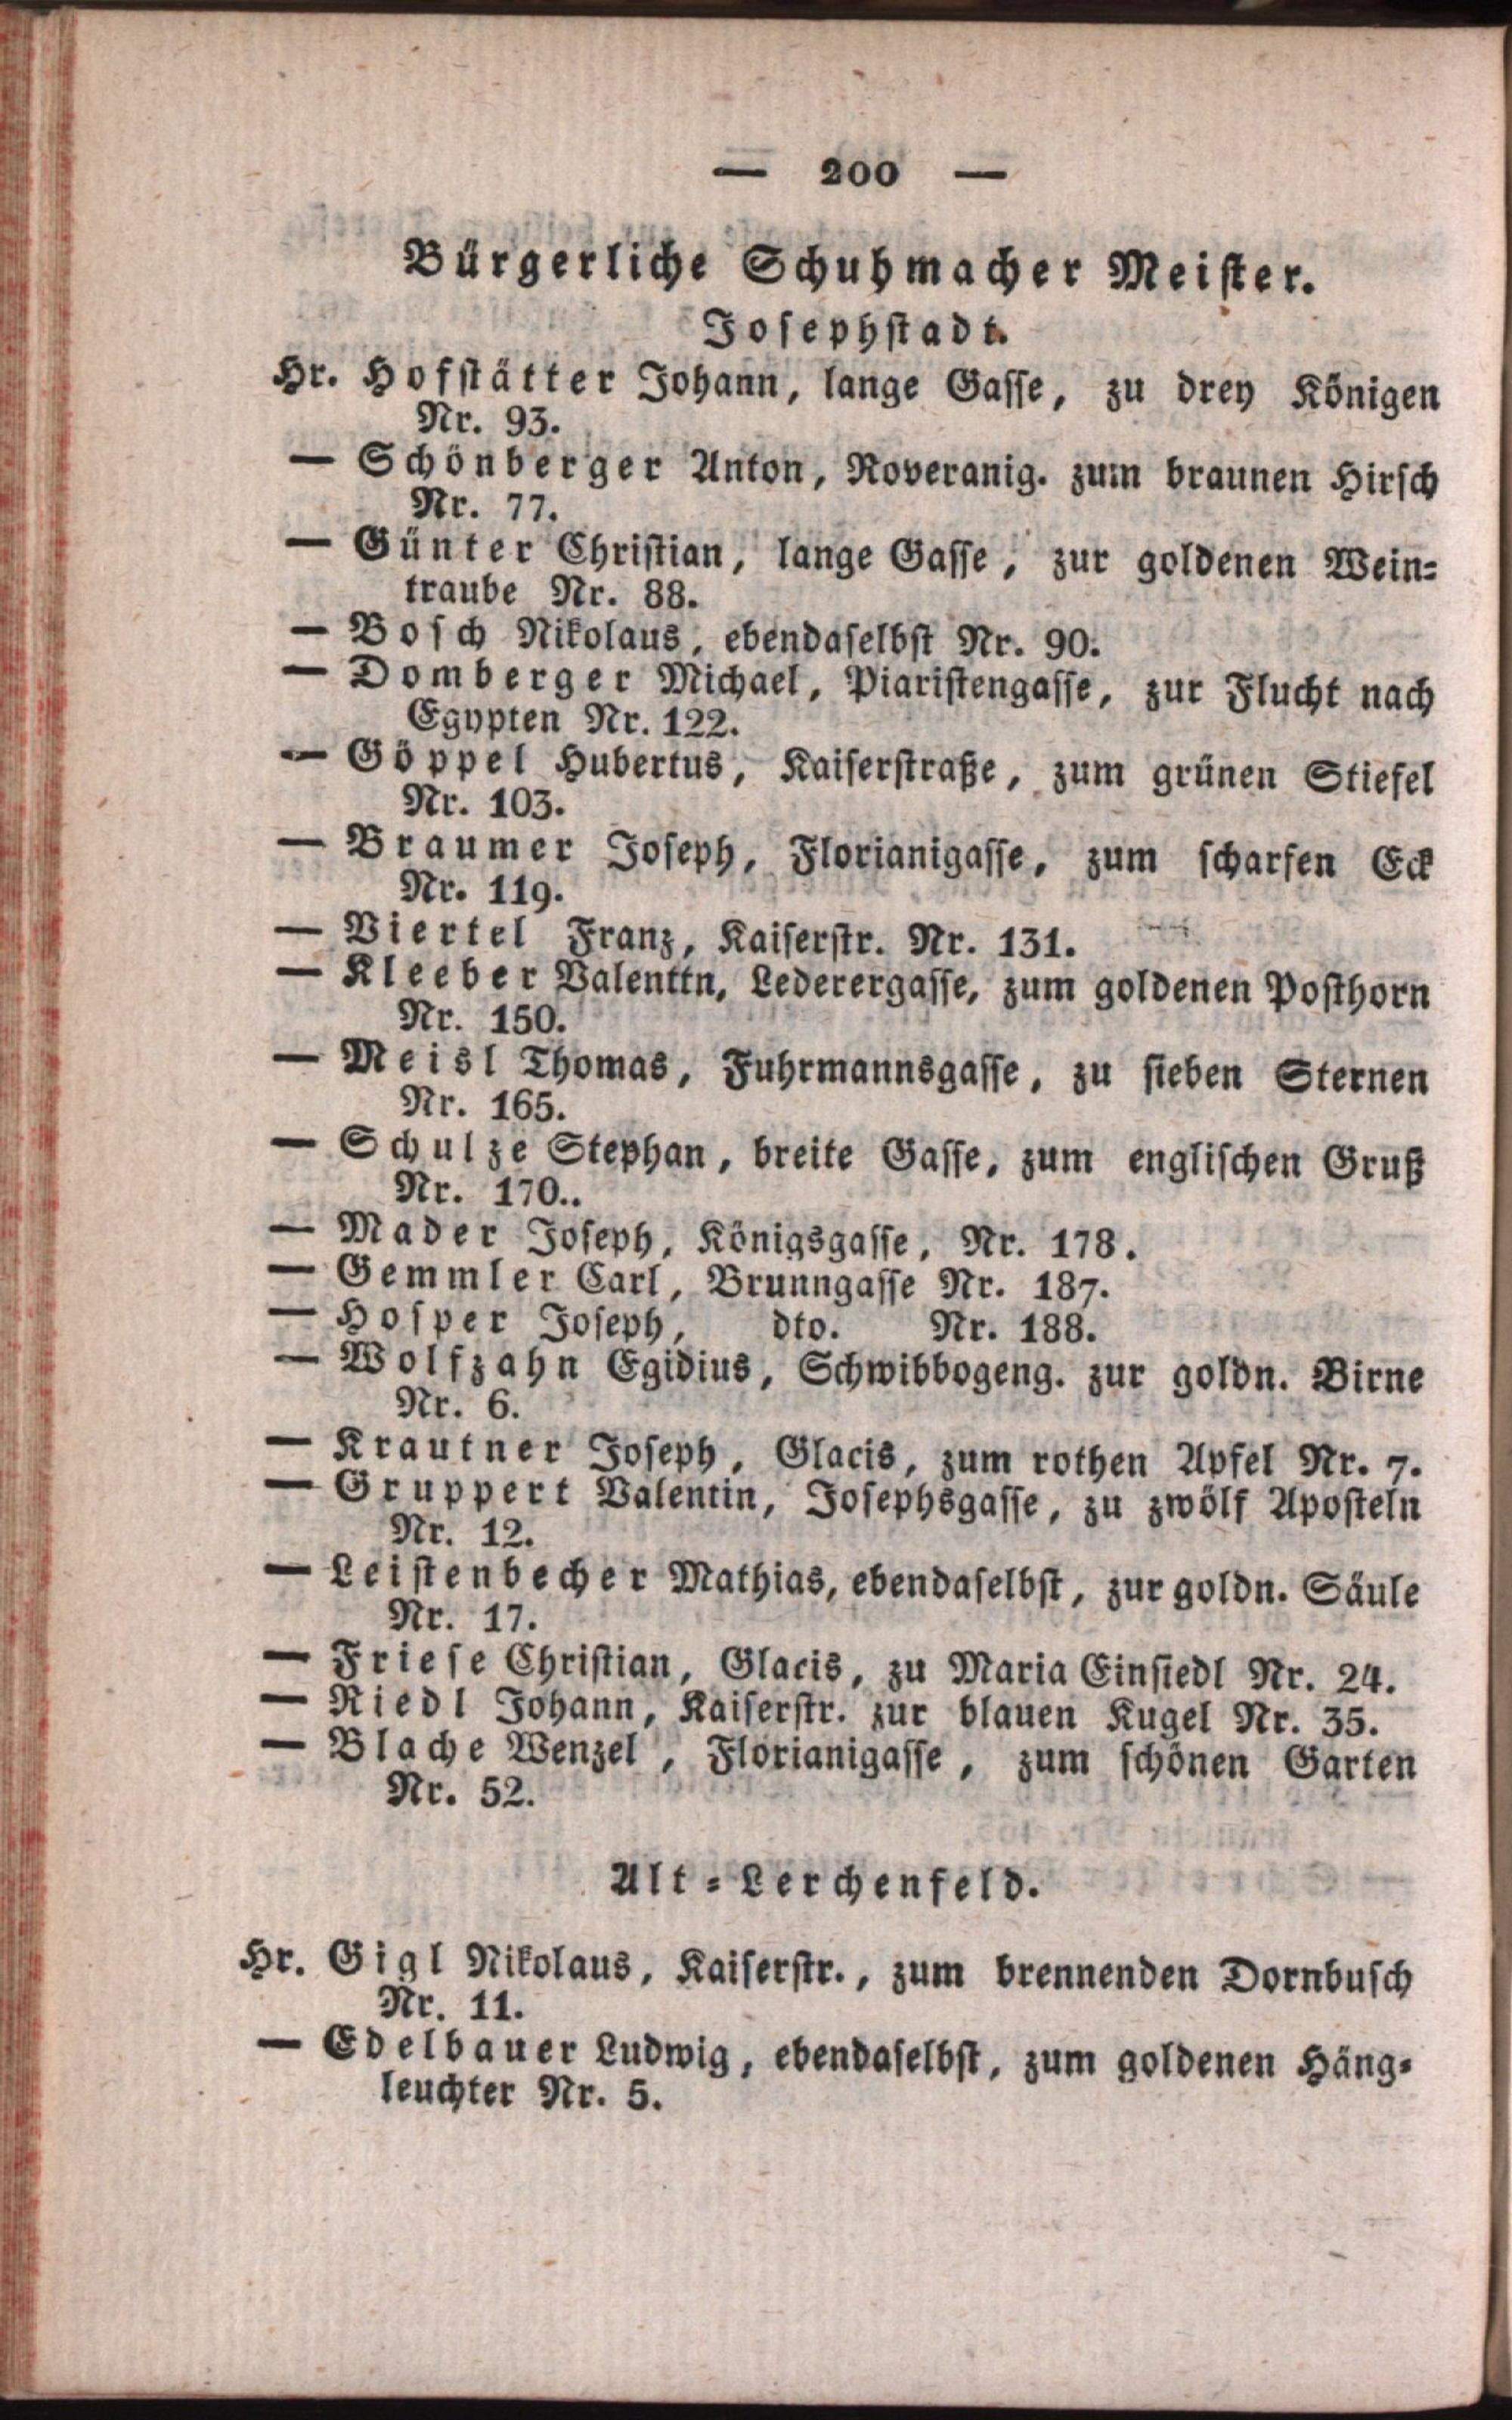 — 200 —
Bürgerliche Schuhmacher Meister.
Josephstadt.
Hr. Hofstätter Johann, lange Gasse, zu drey Königen
Nr. 93.
— Schönberger Anton, Roveranig. zum braunen Hirsch
Nr. 77.
— Günter Christian, lange Gasse, zur goldenen Wein-
traube Nr. 88.
— Bosch Nikolaus, ebendaselbst Nr. 90.
— Domberger Michael, Piaristengasse, zur Flucht nach
Egypten Nr. 122.
— Göppel Hubertus, Kaiserstraße, zum grünen Stiefel
Nr. 103.
— Braumer Joseph, Florianigasse, zum scharfen Eck
Nr. 119.
— Viertel Franz, Kaiserstr. Nr. 131.
— Kleeber Valenttn, Lederergasse, zum goldenen Posthorn
Nr. 150.
— Meisl Thomas, Fuhrmannsgasse, zu sieben Sternen
Nr. 165.
— Schulze Stephan, breite Gasse, zum englischen Gruß
Nr. 170..
— Mader Joseph, Königsgasse, Nr. 178.
— Gemmler Carl, Brunngasse Nr. 187.
— Hosper Joseph, dto. Nr. 188.
— Wolfzahn Egidius, Schwibbogeng. zur goldn. Birne
Nr. 6.
— Krautner Joseph, Glacis, zum rothen Apfel Nr. 7.
— Gruppert Valentin, Josephsgasse, zu zwölf Aposteln
Nr. 12.
— Leistenbecher Mathias, ebendaselbst, zur goldn. Säule
Nr. 17.
— Friese Christian, Glacis, zu Maria Einsiedl Nr. 24.
— Riedl Johann, Kaiserstr. zur blauen Kugel Nr. 35.
— Blache Wenzel, Florianigasse, zum schönen Garten
Nr. 52.
Alt-Lerchenfeld.
Hr. Gigl Nikolaus, Kaiserstr., zum brennenden Dornbusch
Nr. 11.
— Edelbauer Ludwig, ebendaselbst, zum goldenen Häng-
leuchter Nr. 5.